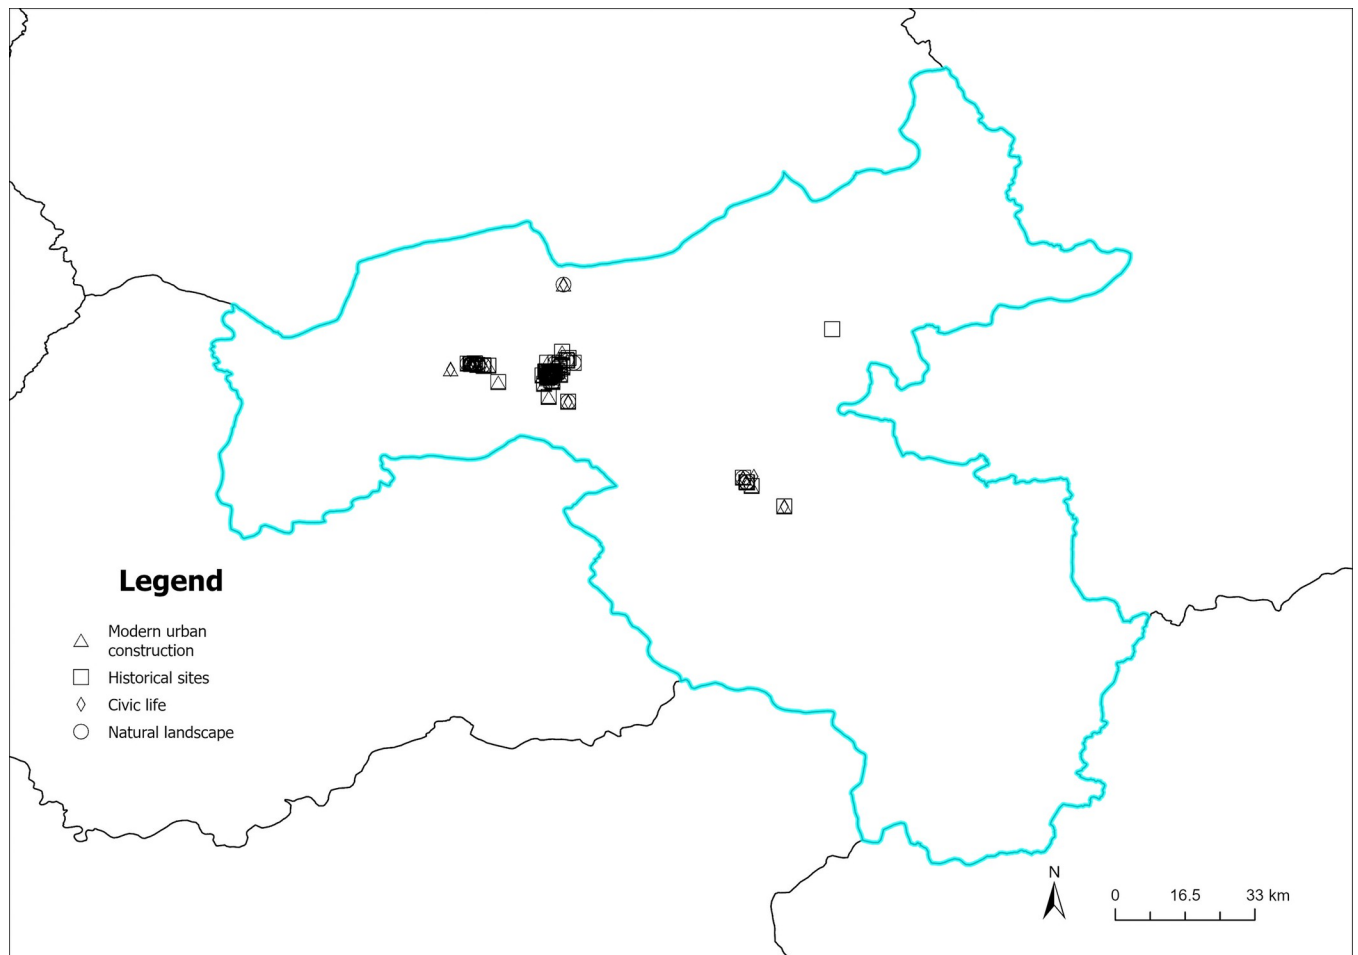 Legend
Modern urban
construction
Historical sites
Civic life
Natural landscape
N
0 16.5 33 km